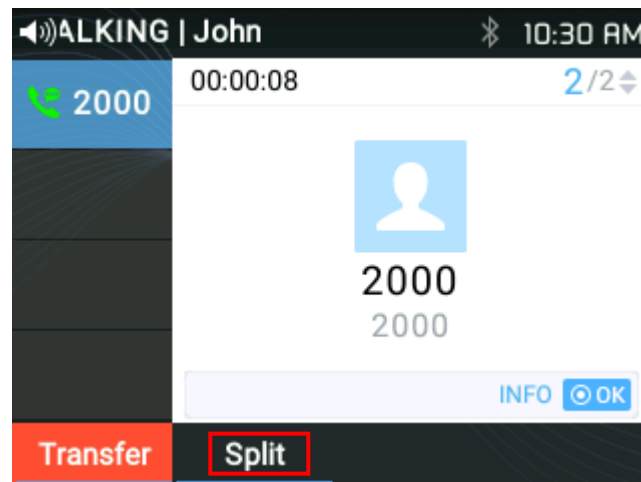 ALKING | John 10:30 AM
2000
00:00:08 2/2
2000
2000
INFO OK
Transfer Split